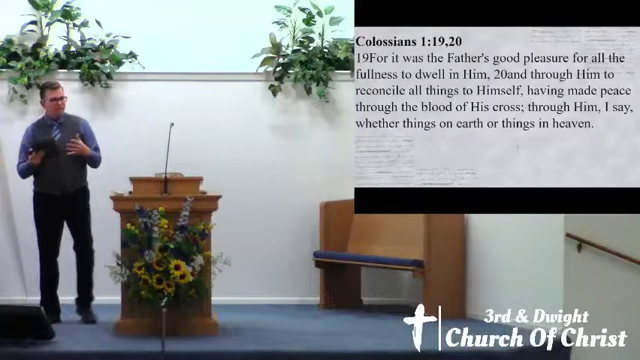 Colossians 1:19,20
19For it was the Father's good pleasure for all the
fullness to dwell in Him, 20and through Him to
reconcile all things to Himself, having made peace
through the blood of His cross; through Him, I say,
whether things on earth or things in heaven.
3rd & Dwight
Church Of Christ